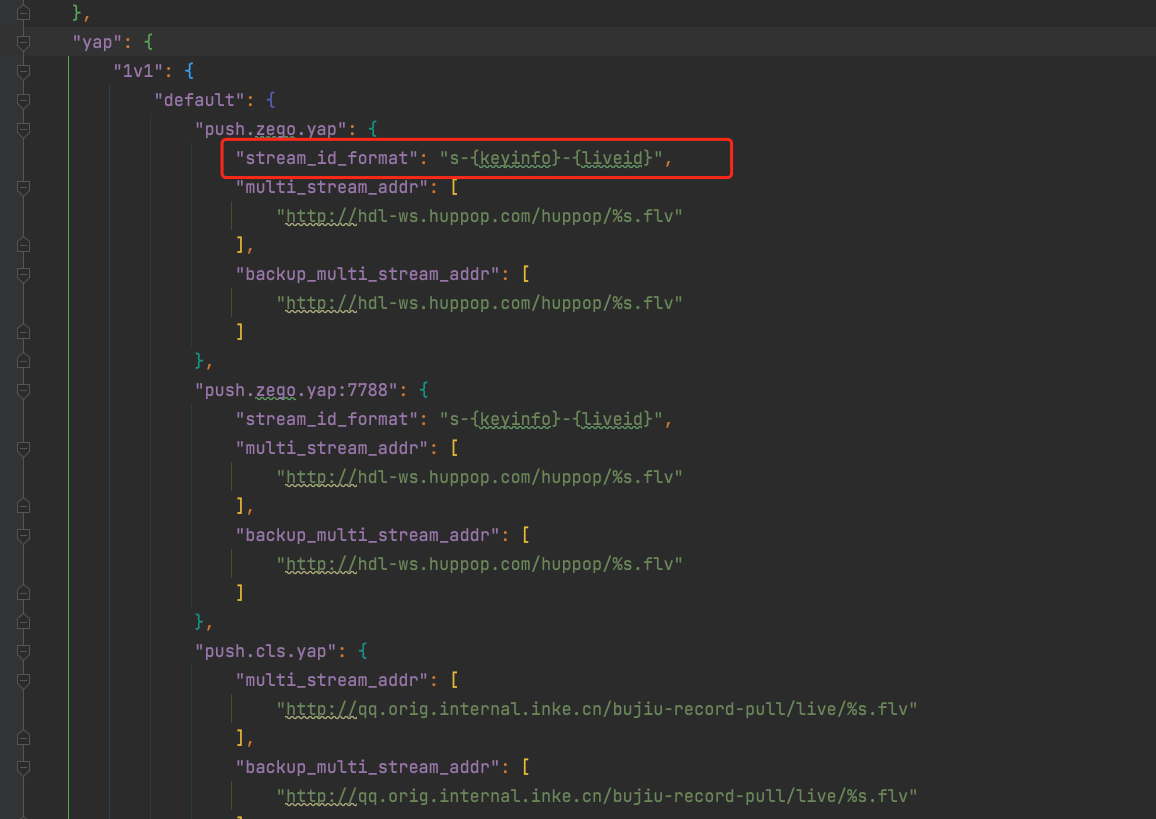 },
"yap": {
"1v1": {
"default": {
"push.zego.yap": {
"stream_id_format": "s-{keyinfo}-{liveid}",
"multi_stream_addr": [
"http://hdl-ws.huppop.com/huppop/%s.flv"
],
"backup_multi_stream_addr": [
"http://hdl-ws.huppop.com/huppop/%s.flv"
]
},
"push.zego.yap:7788": {
"stream_id_format": "s-{keyinfo}-{liveid}",
"multi_stream_addr": [
"http://hdl-ws.huppop.com/huppop/%s.flv"
],
"backup_multi_stream_addr": [
"http://hdl-ws.huppop.com/huppop/%s.flv"
]
},
"push.cls.yap": {
"multi_stream_addr": [
"http://qq.orig.internal.inke.cn/bujiu-record-pull/live/%s.flv"
],
"backup_multi_stream_addr": [
"http://qq.orig.internal.inke.cn/bujiu-record-pull/live/%s.flv"